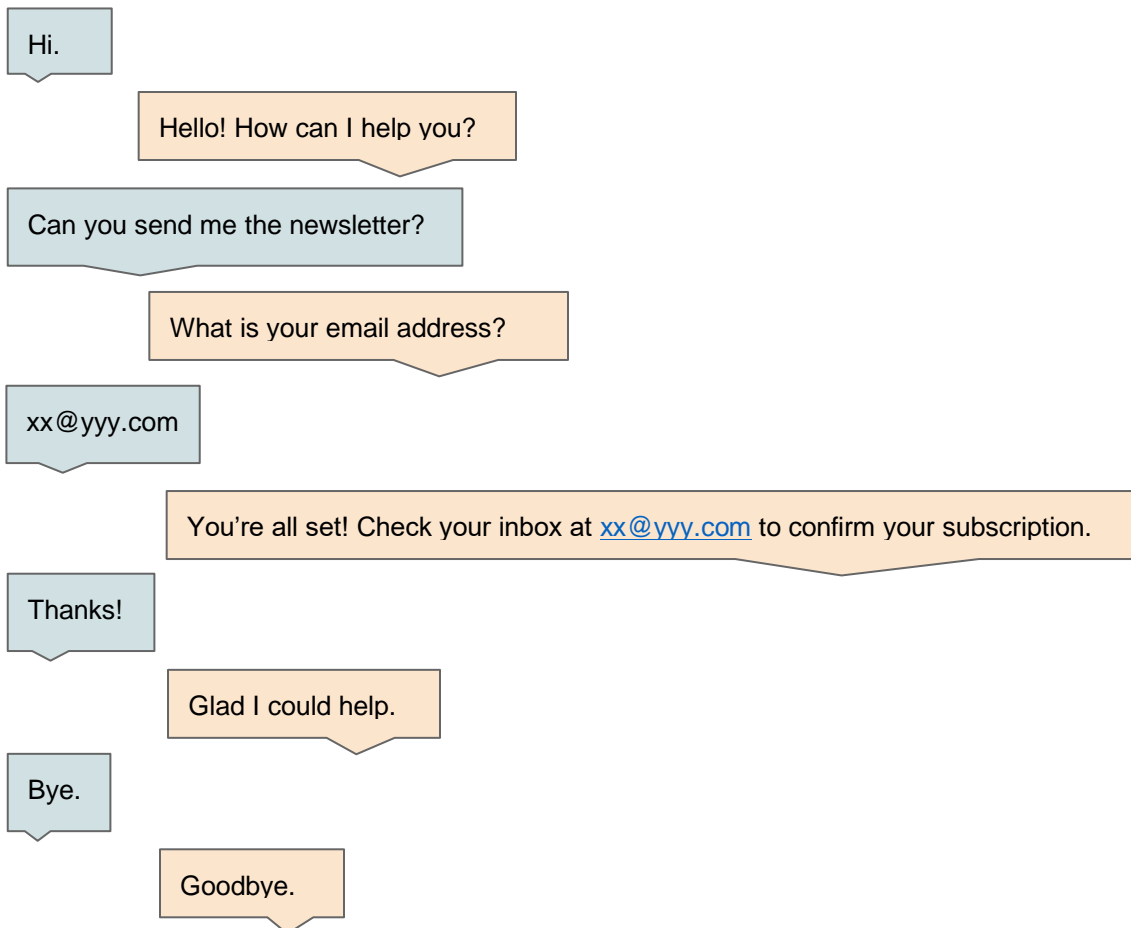 Hi.
Hello! How can I help you?
Can you send me the newsletter?
What is your email address?
xx@yyy.com
You’re all set! Check your inbox at xx@yyy.com to confirm your subscription.
Thanks!
Glad I could help.
Bye.
Goodbye.